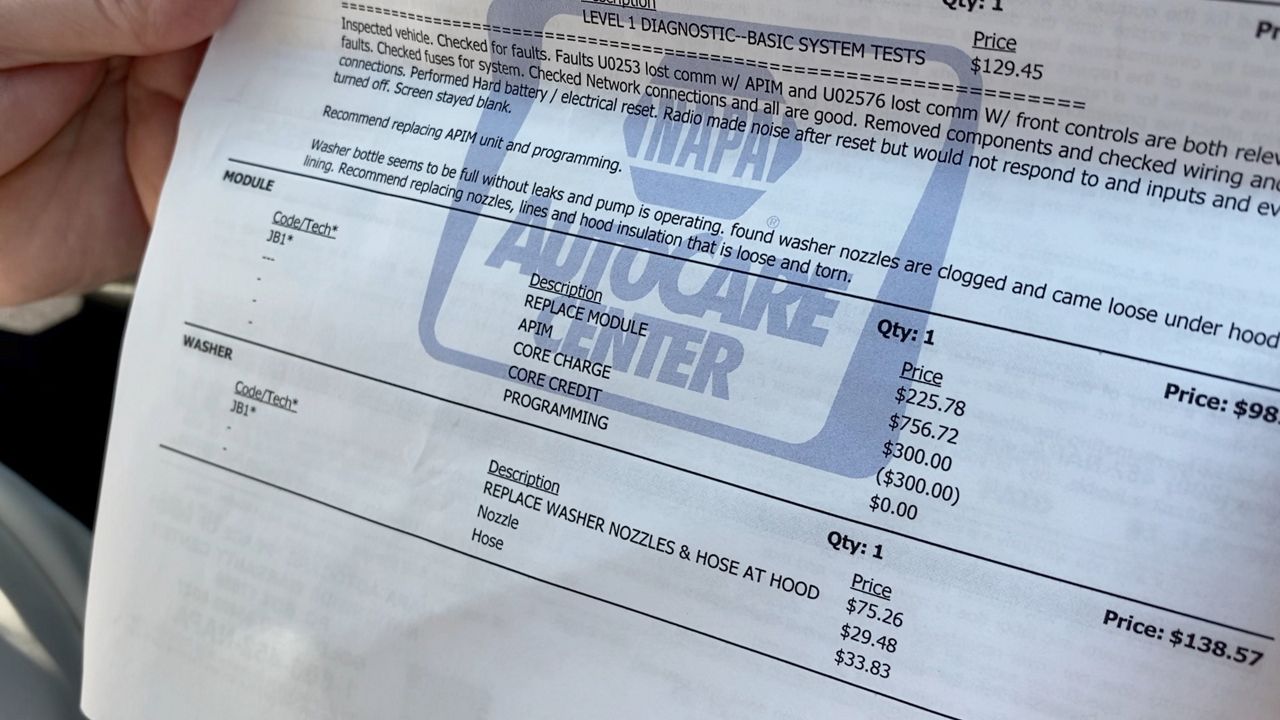 Qty: 1
LEVEL 1 DIAGNOSTIC--BASIC SYSTEM TESTS
Price
$129.45
Inspected vehicle. Checked for faults. Faults U0253 lost comm w/ APIM and U02576 lost comm W/ front controls are both
faults. Checked fuses for system. Checked Network connections and all are good. Removed components and checked wiring
connections. Performed Hard battery / electrical reset. Radio made noise after reset but would not respond to and inputs and
turned off. Screen stayed blank.
Recommend replacing APIM unit and programming.
Washer bottle seems to be full without leaks and pump is operating. found washer nozzles are clogged and came loose under hood
lining. Recommend replacing nozzles, lines and hood insulation that is loose and torn.
NAPA
®
AUTOCARE
CENTER
MODULE
Qty: 1
Price: $98
Code/Tech*
Description
Price
JB1*
REPLACE MODULE
$225.78
---
APIM
$756.72
-
CORE CHARGE
$300.00
-
CORE CREDIT
($300.00)
-
PROGRAMMING
$0.00
WASHER
Qty: 1
Price: $138.57
Code/Tech*
Description
Price
JB1*
REPLACE WASHER NOZZLES & HOSE AT HOOD
$75.26
-
Nozzle
$29.48
-
Hose
$33.83